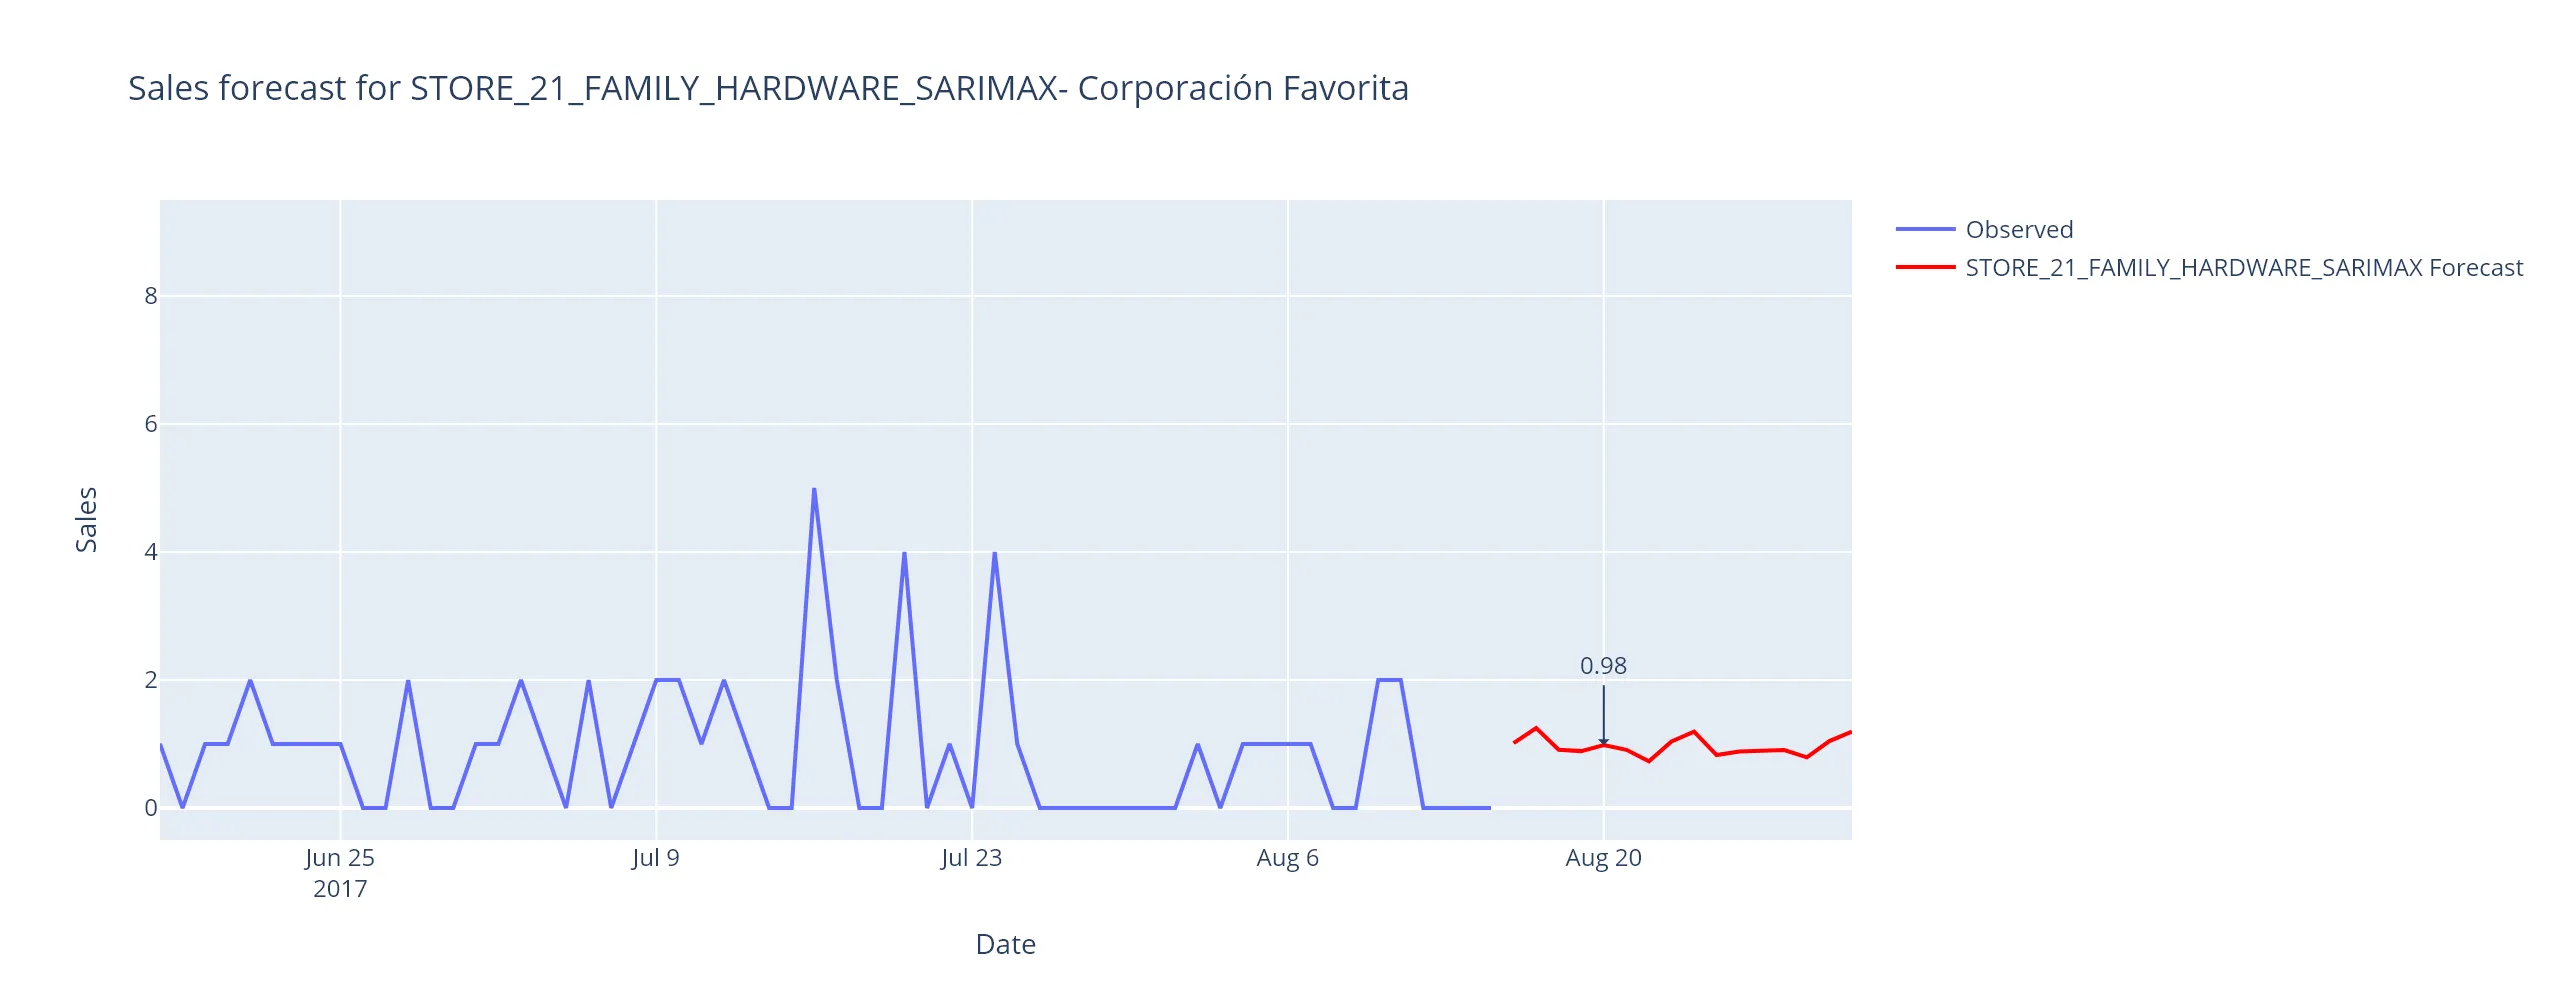 Sales forecast for STORE_21_FAMILY_HARDWARE_SARIMAX- Corporación Favorita
Observed
STORE_21_FAMILY_HARDWARE_SARIMAX Forecast
8
6
4
2
0
Sales
0.98
Jun 25
2017
Jul 9
Jul 23
Aug 6
Aug 20
Date